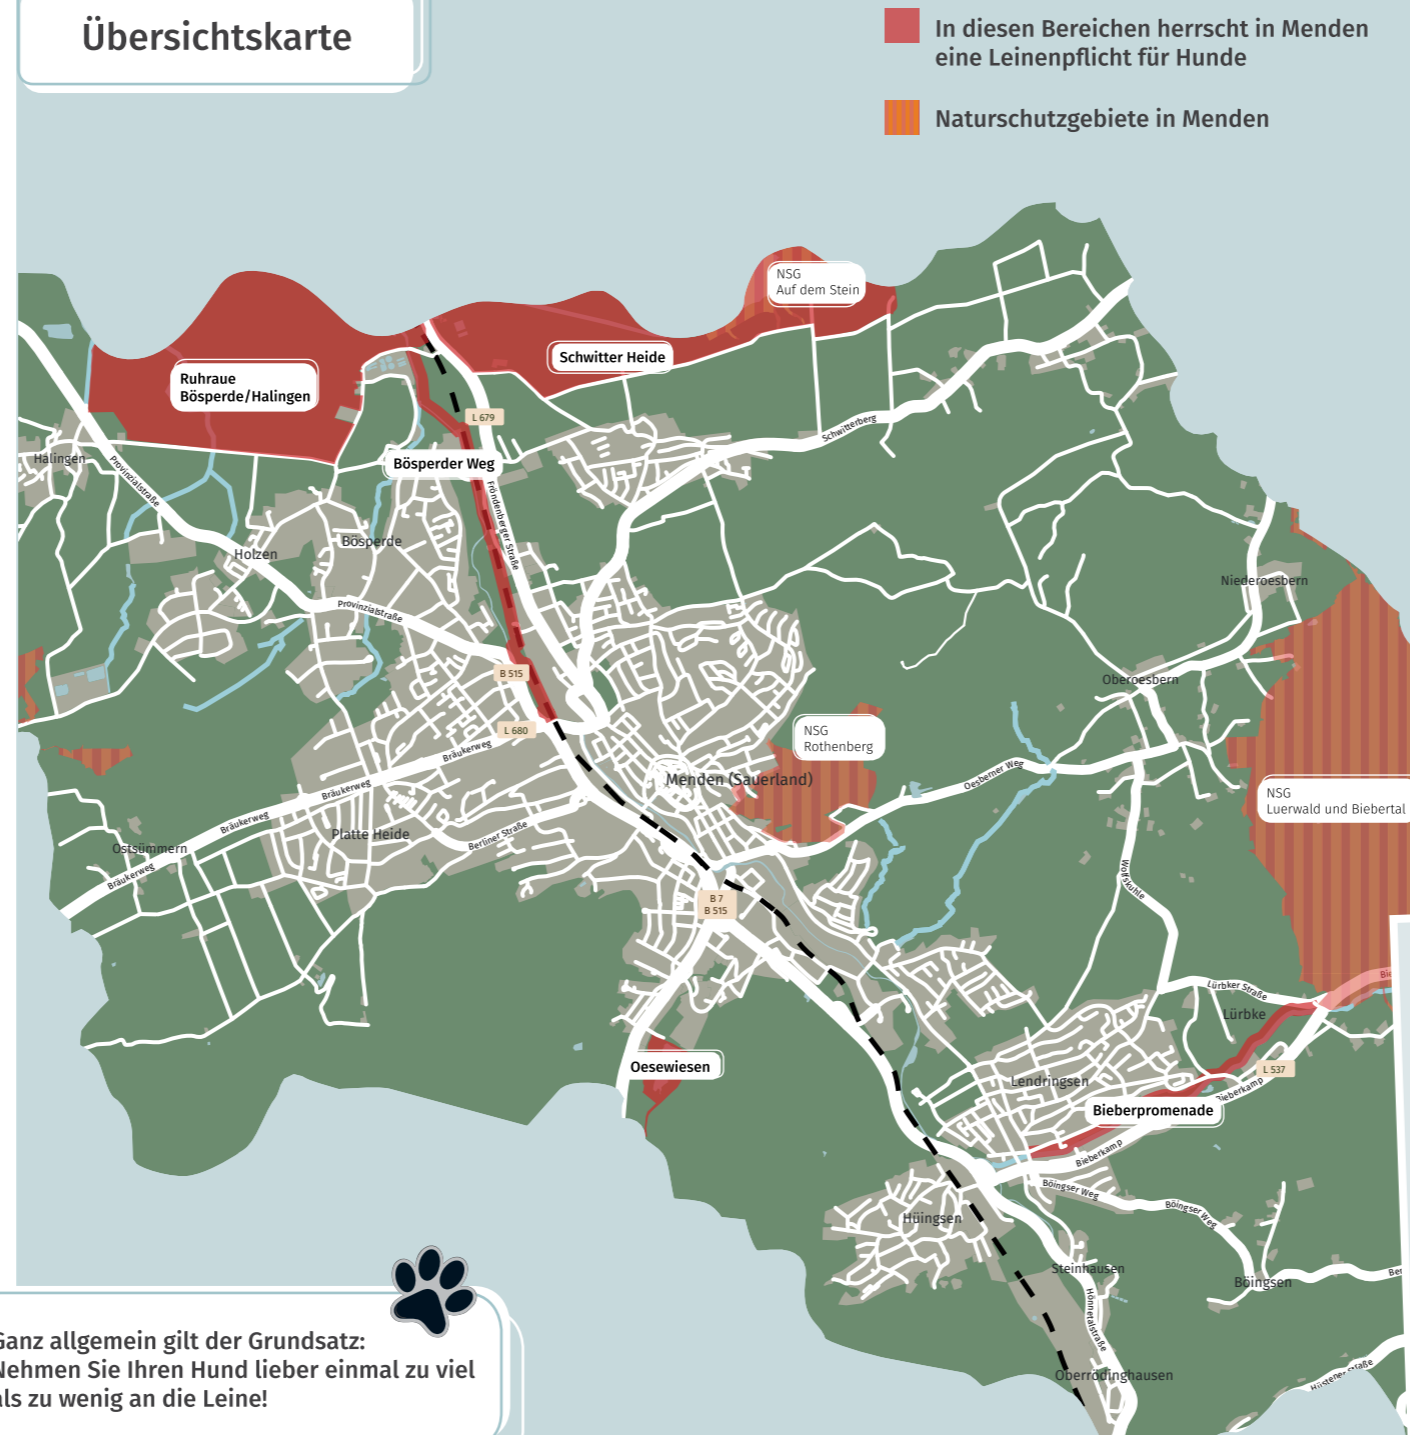 Übersichtskarte
In diesen Bereichen herrscht in Menden
eine Leinenpflicht für Hunde
Naturschutzgebiete in Menden
NSG
Auf dem Stein
Schwitter Heide
Ruhraue
Bösperde/Halingen
L 679
Schwitterberg
Halingen
Provinzialstraße
Bösperder Weg
Fröndenberger Straße
Bösperde
Holzen
Niederoesbern
Provinzialstraße
B 515
Oberoesbern
L 680
NSG
Rothenberg
Bräukerweg
Menden (Sauerland)
Oesberner Weg
Bräukerweg
NSG
Luerwald und Biebertal
Bräukerweg
Platte Heide
Berliner Straße
Ostsümmern
Bräukerweg
Wolfskuhle
B 7
B 515
Bie
Lürbker Straße
Lürbke
Oesewiesen
L 537
Lendringsen
Bieberkamp
Bieberpromenade
Bieberkamp
Böingser Weg
Böingser Weg
Hüingsen
Steinhausen
Böingsen
Ber
Hönnetalstraße
Oberrödinghausen
Ganz allgemein gilt der Grundsatz:
Nehmen Sie Ihren Hund lieber einmal zu viel
als zu wenig an die Leine!